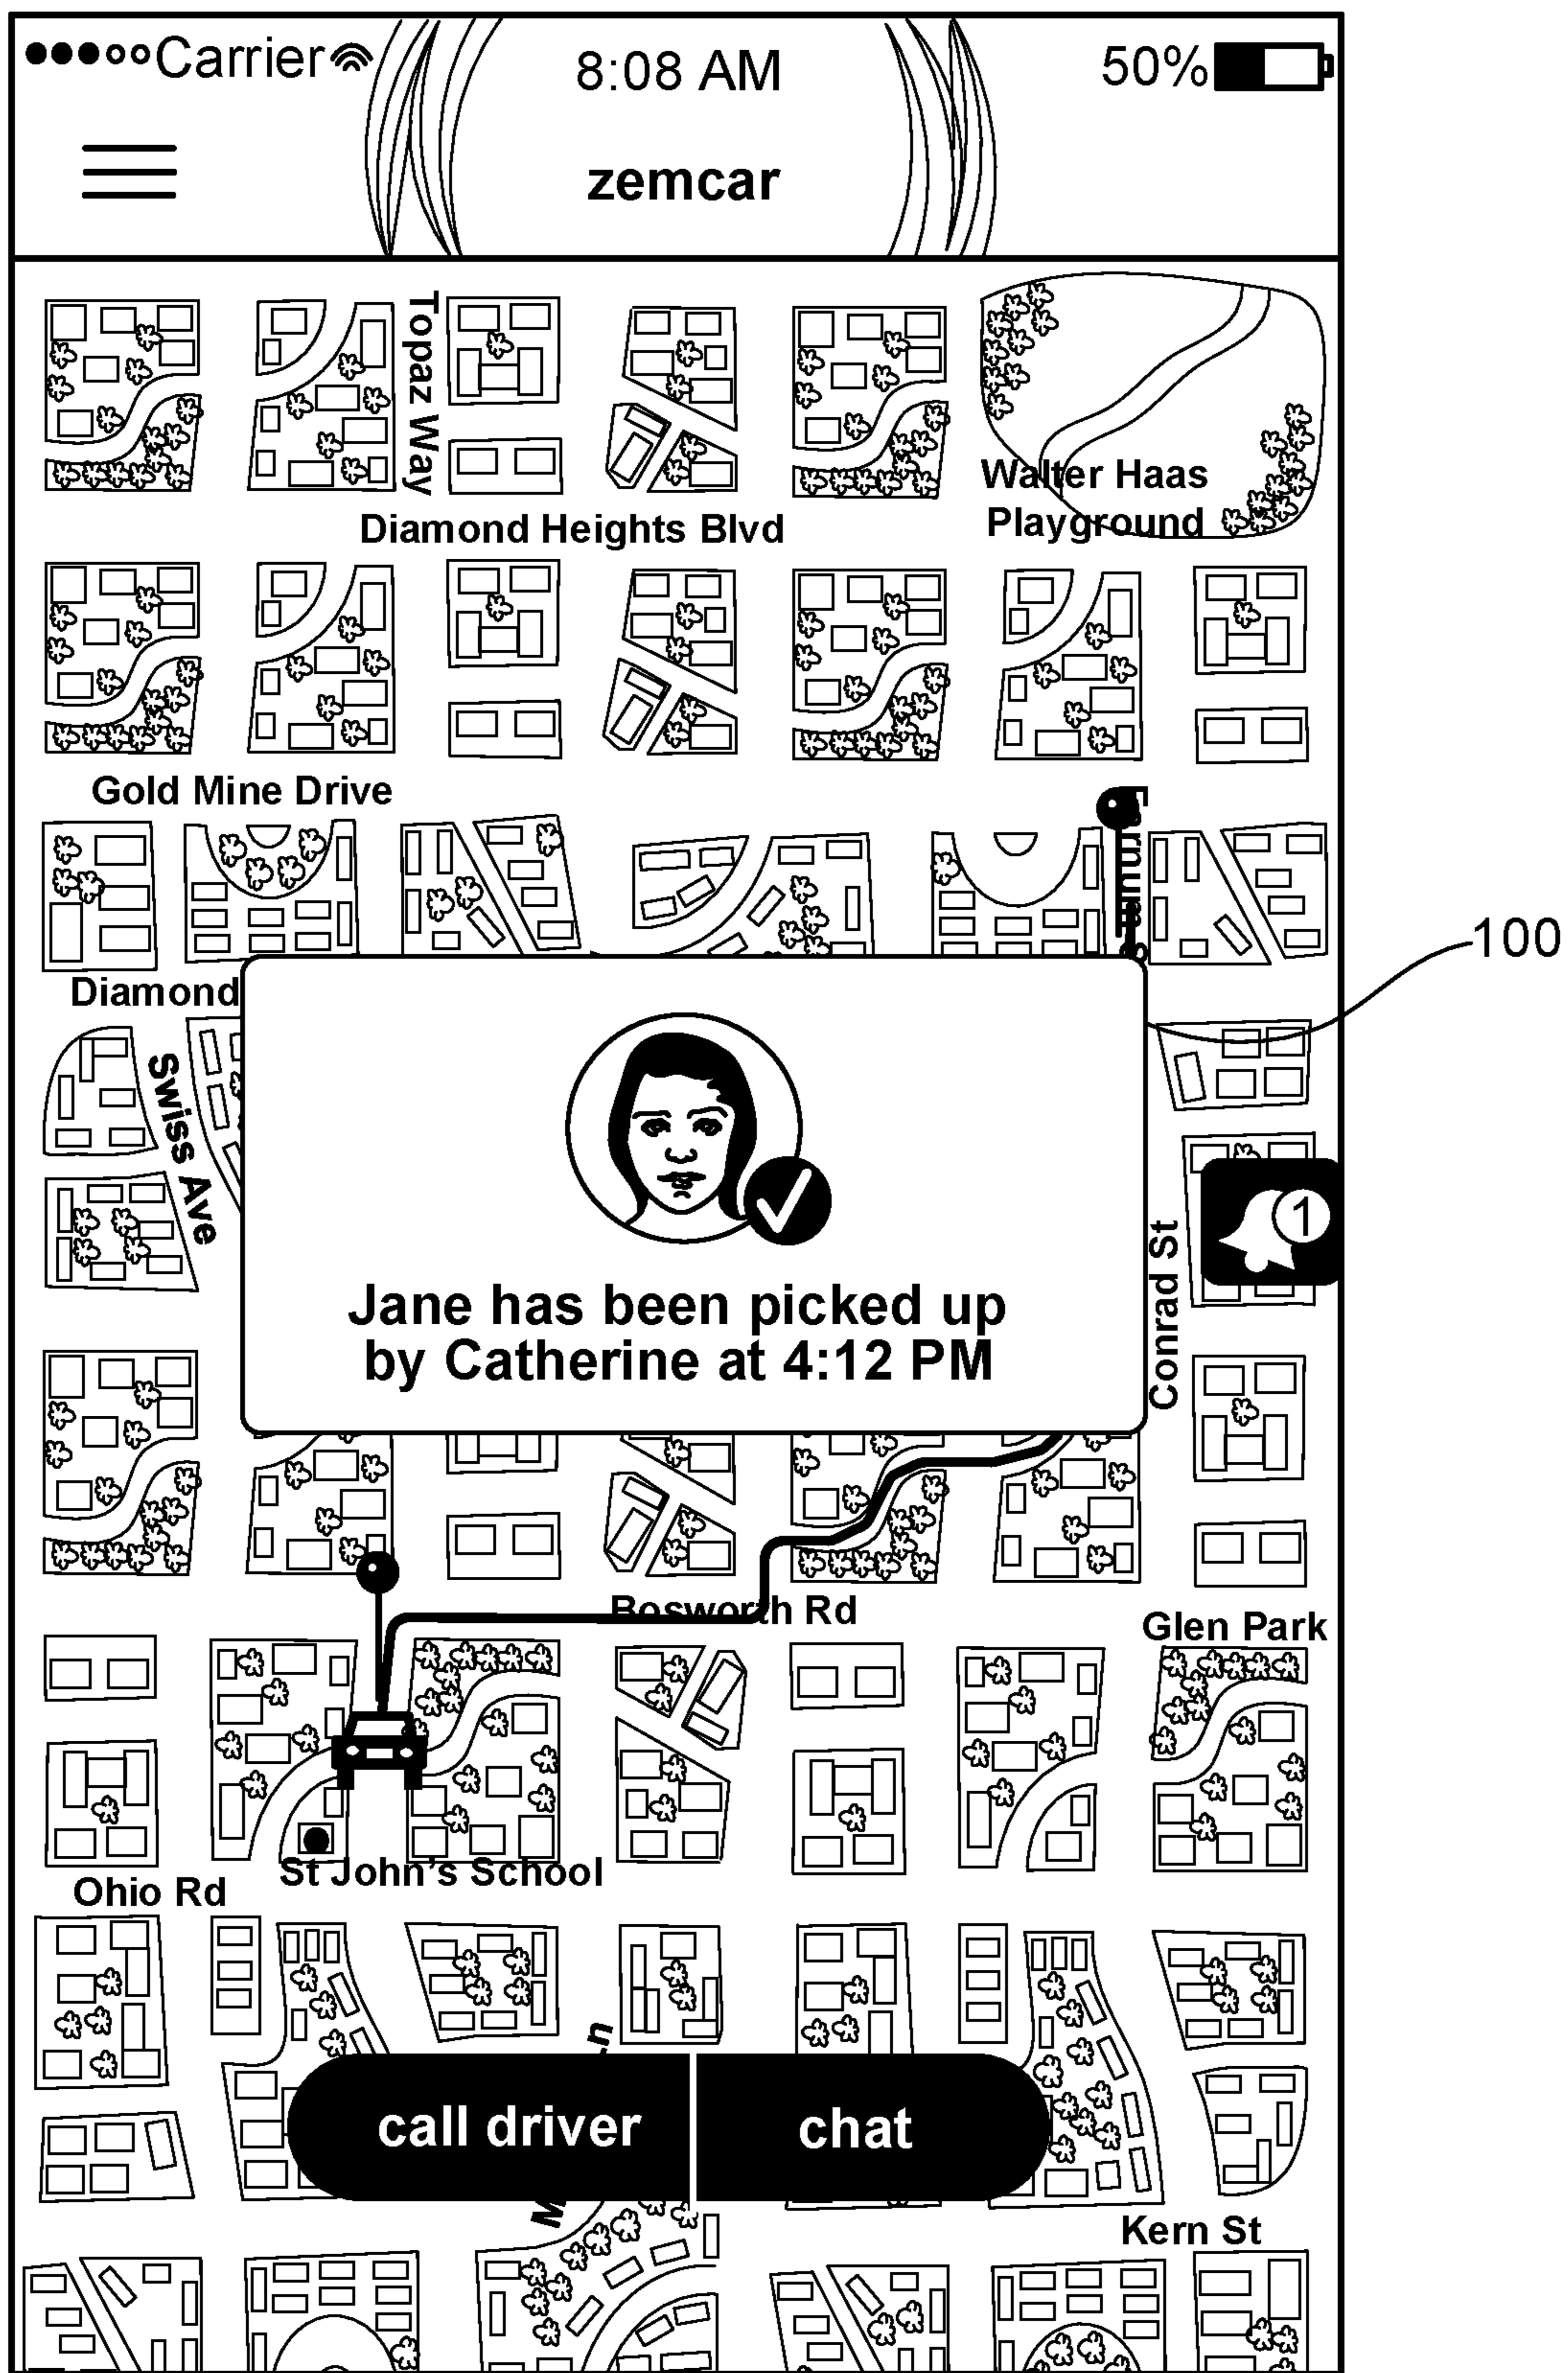 Carrier
8:08 AM
50%
zemcar
Topaz Way
Walter Haas
Playground
Diamond Heights Blvd
Gold Mine Drive
100
Diamond
Swiss Ave
1
Jane has been picked up
by Catherine at 4:12 PM
Conrad St
Bosworth Rd
Glen Park
St John's School
Ohio Rd
call driver
chat
Kern St